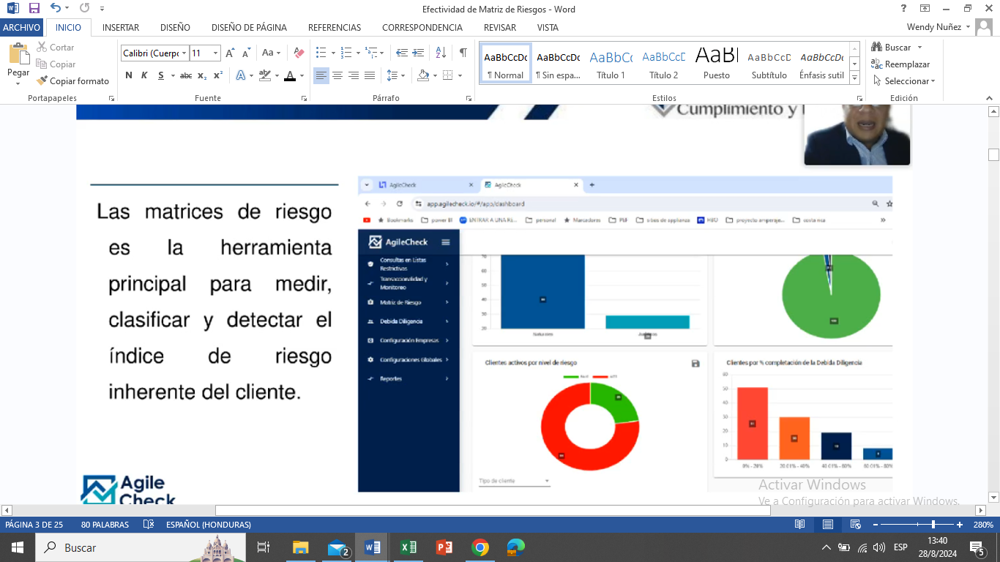 Efectividad de Matriz de Riesgos - Word
ARCHIVO INICIO INSERTAR DISEÑO DISEÑO DE PÁGINA REFERENCIAS CORRESPONDENCIA REVISAR VISTA Wendy Nuñez
Cortar
Copiar
Copiar formato
Pegar
Calibri (Cuerpo 11
N K S abc x₂ x²
Aa
AaBbCcDc AaBbCcDc AaBbCc AaBbCcD AaBl AaBbCcD AaBbCcDc
¶ Normal ¶ Sin espa... Título 1 Título 2 Puesto Subtítulo Énfasis sutil
Buscar
Reemplazar
Seleccionar
Portapapeles Fuente Párrafo Estilos Edición
Cumplimiento y
Las matrices de riesgo
es la herramienta
principal para medir,
clasificar y detectar el
índice de riesgo
inherente del cliente.
Agile
Check
AgileCheck AgileCheck
app.agilecheck.io/#/app/dashboard
Bookmarks power BI ENTRAR A UNA RE... personal Marcadores sitios de appliance HBO proyecto amperaje... costa rica
AgileCheck
Consultas en Listas
Restrictivas
Transaccionalidad y
Monitoreo
Matriz de Riesgo
Debida Diligencia
Configuración Empresas
Configuraciones Globales
Reportes
70
60
50
40
30
20
Naturales
Clientes activos por nivel de riesgo
Tipo de cliente
Clientes por % completación de la Debida Diligencia
60
50
40
30
20
10
0
0% - 20% 20.01% - 40% 40.01% - 60% 60.01% - 80%
Activar Windows
Ve a Configuración para activar Windows.
PÁGINA 3 DE 25 80 PALABRAS ESPAÑOL (HONDURAS) 280%
Buscar
2
ESP
13:40
28/8/2024
5